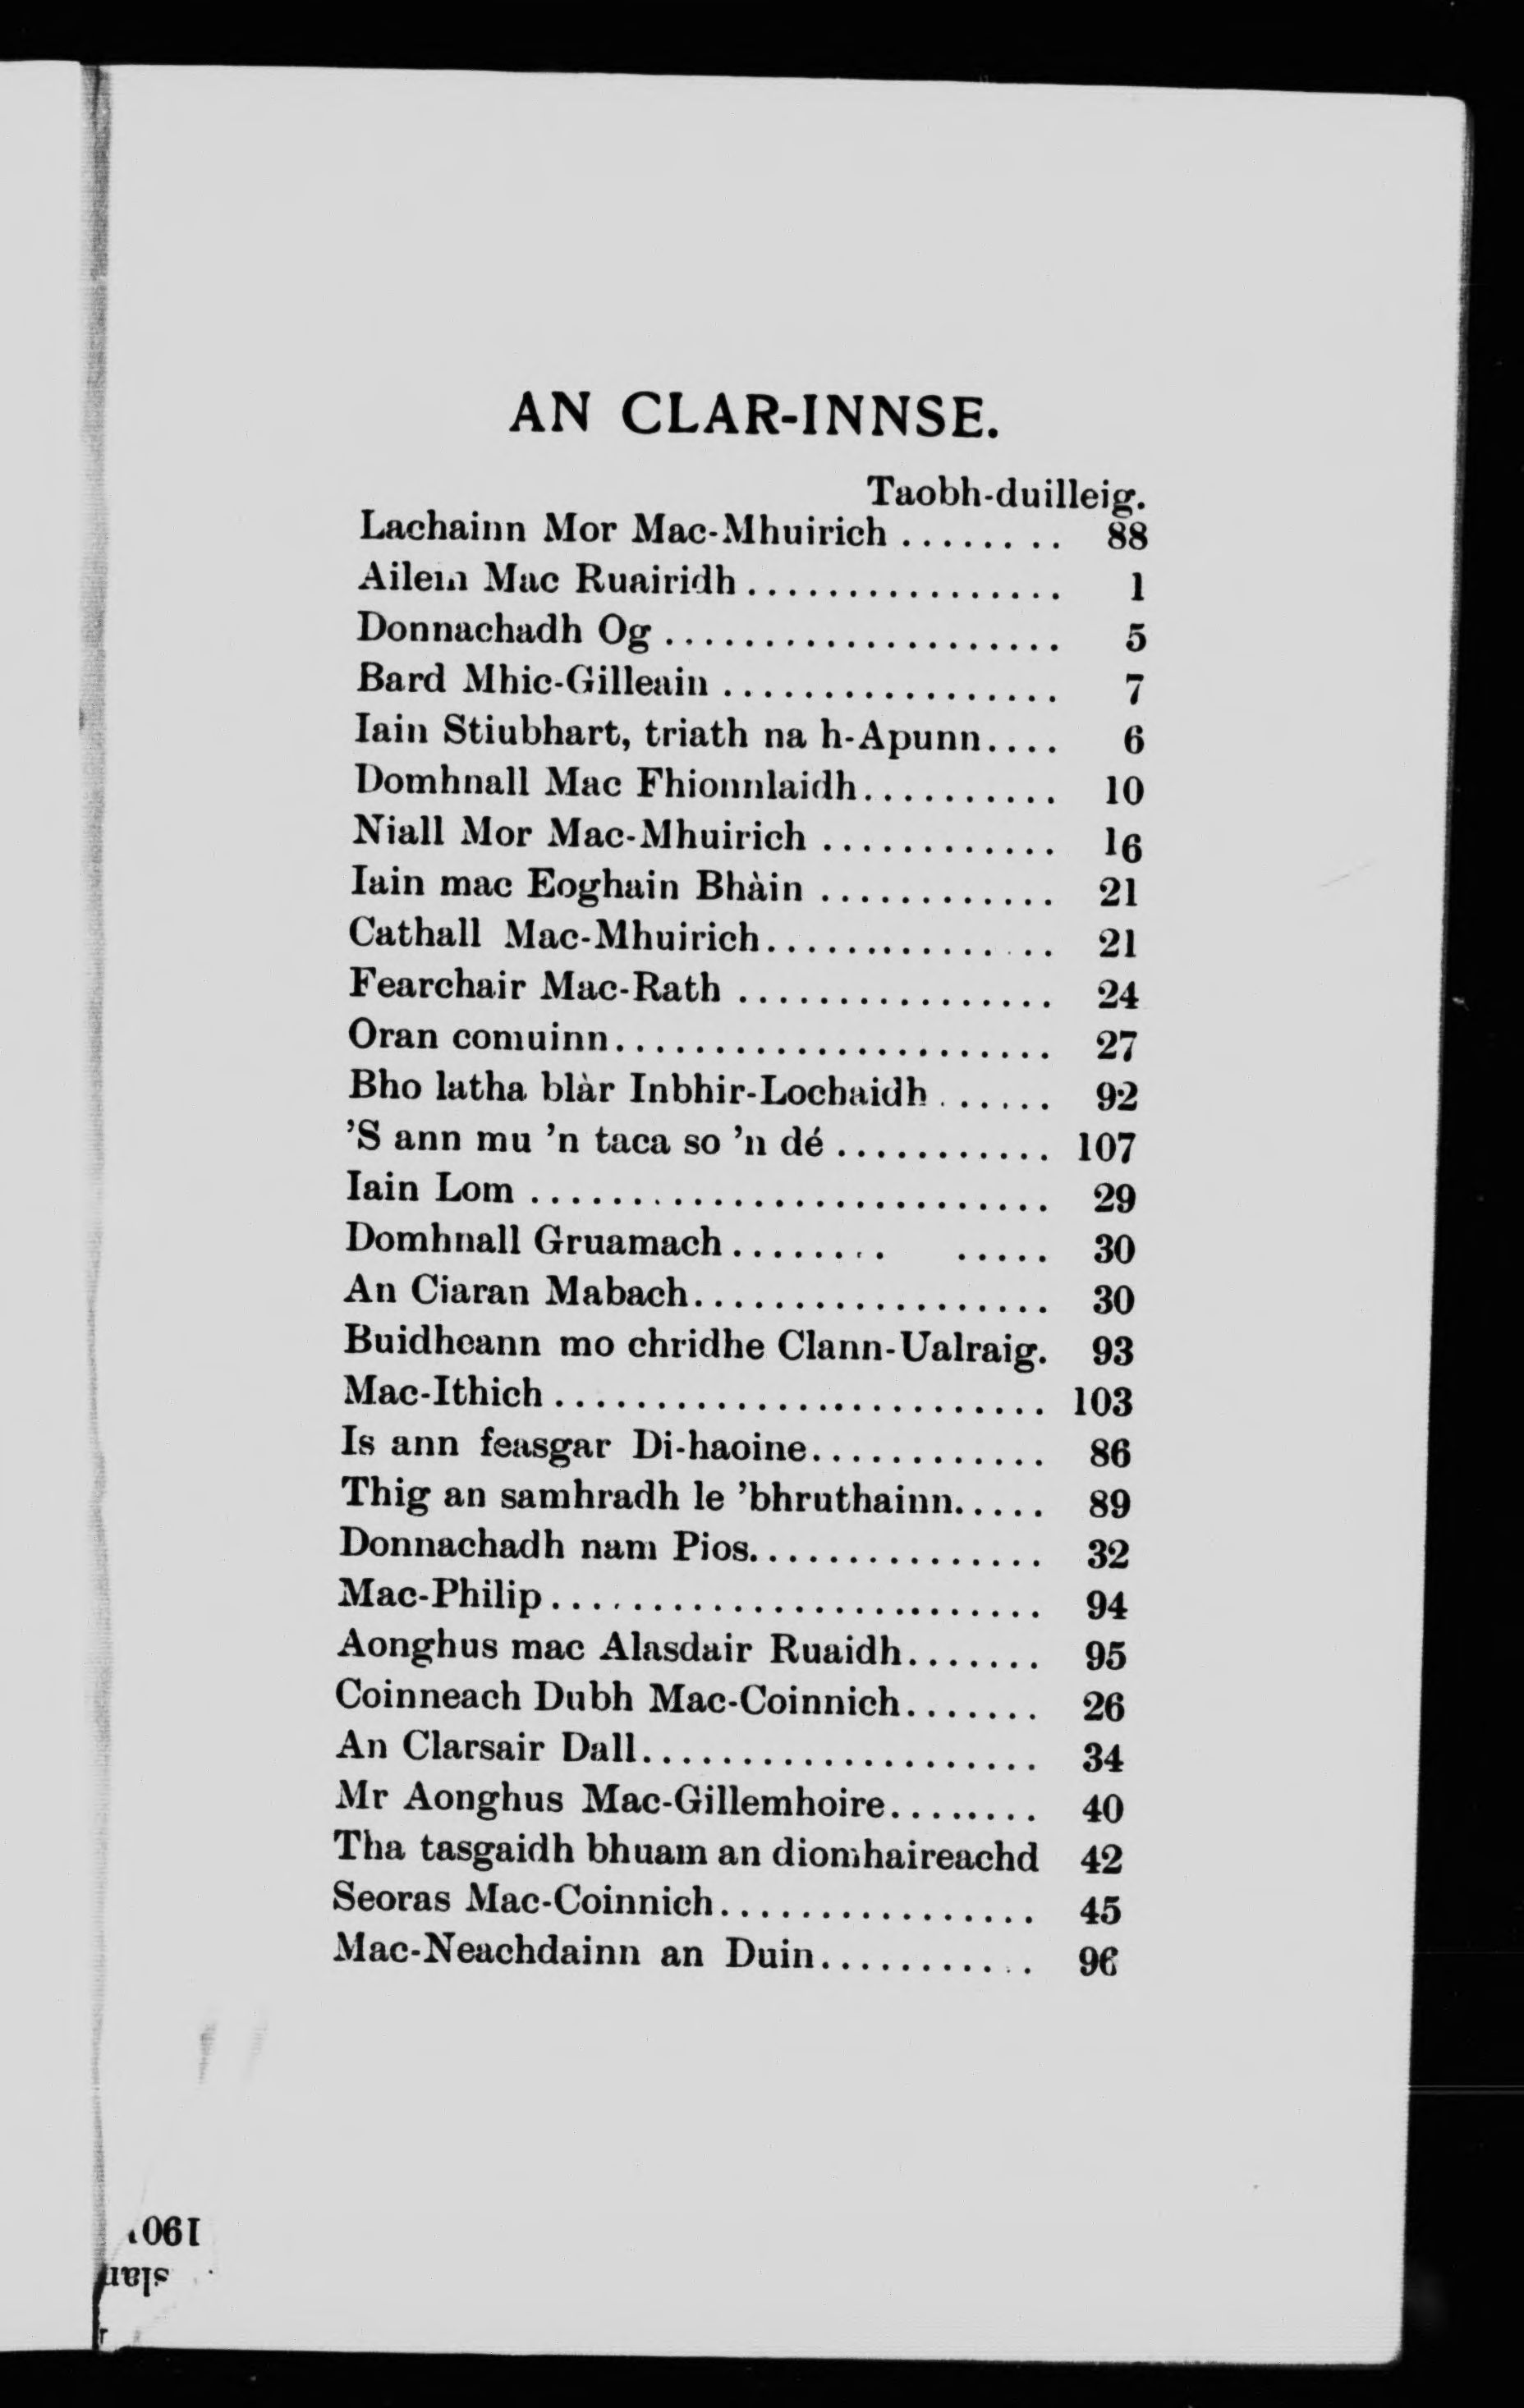 AN CLAR-INNSE.
Taobh-duilleig.
Lachainn Mor Mac-Mhuirich ........ 88
Ailein Mac Ruairidh ................ 1
Donnachadh Og .................... 5
Bard Mhic-Gilleain ................. 7
Iain Stiubhart, triath na h-Apunn.... 6
Domhnall Mac Fhionnlaidh.......... 10
Niall Mor Mac-Mhuirich ............ 16
Iain mac Eoghain Bhàin ............ 21
Cathall Mac-Mhuirich............... 21
Fearchair Mac-Rath ................ 24
Oran comuinn...................... 27
Bho latha blàr Inbhir-Lochaidh ...... 92
’S ann mu ’n taca so ’n dé ........... 107
Iain Lom .......................... 29
Domhnall Gruamach ........ ..... 30
An Ciaran Mabach.................. 30
Buidheann mo chridhe Clann-Ualraig. 93
Mac-Ithich ......................... 103
Is ann feasgar Di-haoine............ 86
Thig an samhradh le ’bhruthainn..... 89
Donnachadh nam Pios............... 32
Mac-Philip ......................... 94
Aonghus mac Alasdair Ruaidh....... 95
Coinneach Dubh Mac-Coinnich....... 26
An Clarsair Dall.................... 34
Mr Aonghus Mac-Gillemhoire........ 40
Tha tasgaidh bhuam an diomhaireachd 42
Seoras Mac-Coinnich................ 45
Mac-Neachdainn an Duin........... 96